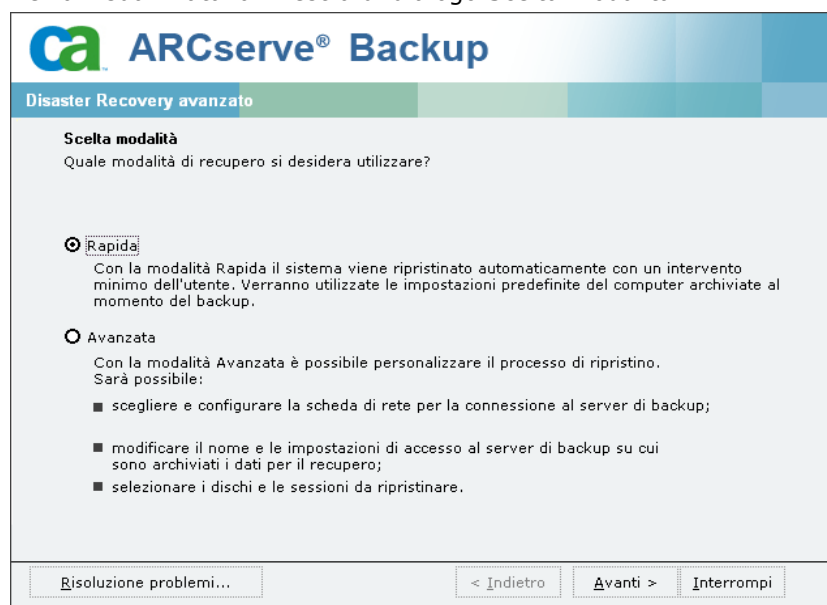 ca ARCserve® Backup
Disaster Recovery avanzato
Scelta modalità
Quale modalità di recupero si desidera utilizzare?
Rapida
Con la modalità Rapida il sistema viene ripristinato automaticamente con un intervento
minimo dell'utente. Verranno utilizzate le impostazioni predefinite del computer archiviate al
momento del backup.
Avanzata
Con la modalità Avanzata è possibile personalizzare il processo di ripristino.
Sarà possibile:
scegliere e configurare la scheda di rete per la connessione al server di backup;
modificare il nome e le impostazioni di accesso al server di backup su cui
sono archiviati i dati per il recupero;
selezionare i dischi e le sessioni da ripristinare.
Risoluzione problemi... < Indietro Avanti > Interrompi